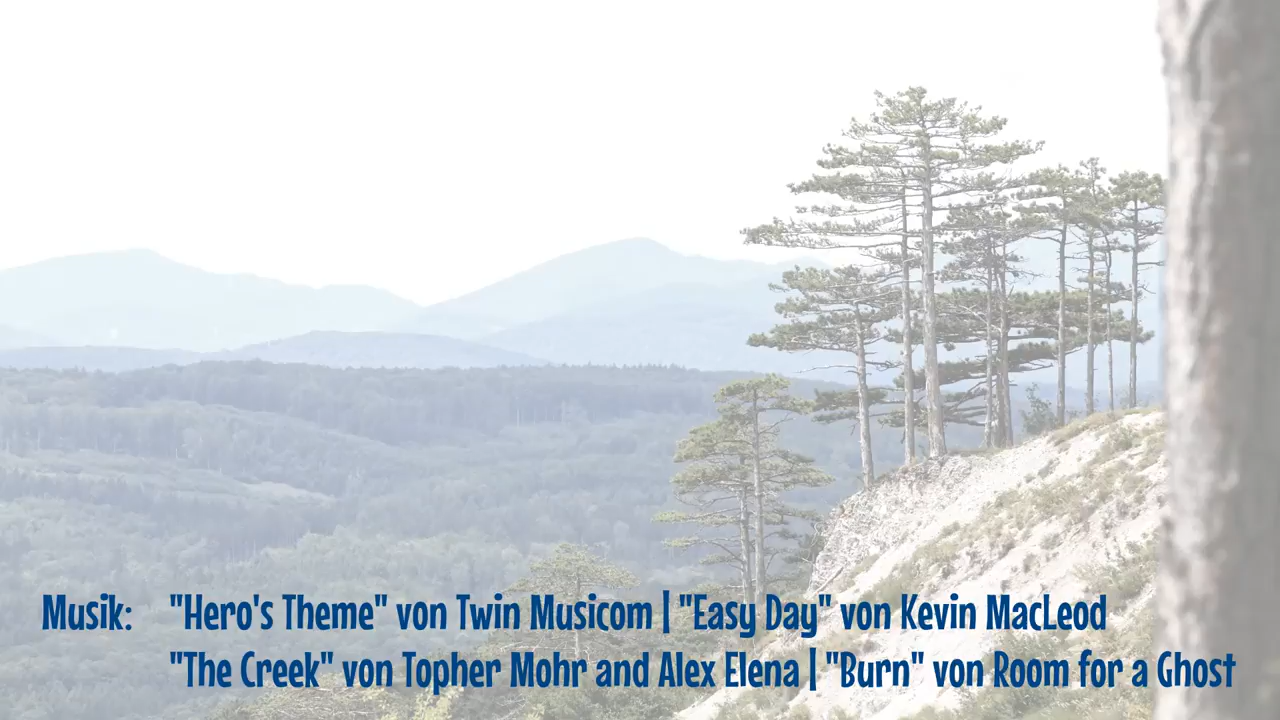 Musik: "Hero's Theme" von Twin Musicom | "Easy Day" von Kevin MacLeod
"The Creek" von Topher Mohr and Alex Elena | "Burn" von Room for a Ghost